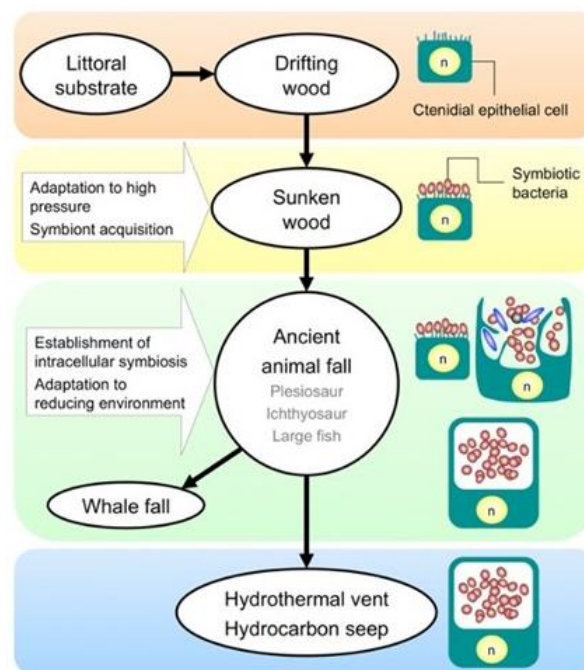 Littoral
substrate
Drifting
wood
n
Ctenidial epithelial cell
Adaptation to high
pressure
Symbiont acquisition
Sunken
wood
Symbiotic
bacteria
n
Establishment of
intracellular symbiosis
Adaptation to
reducing environment
Ancient
animal fall
Plesiosaur
Ichthyosaur
Large fish
n
n
n
Whale fall
Hydrothermal vent
Hydrocarbon seep
n